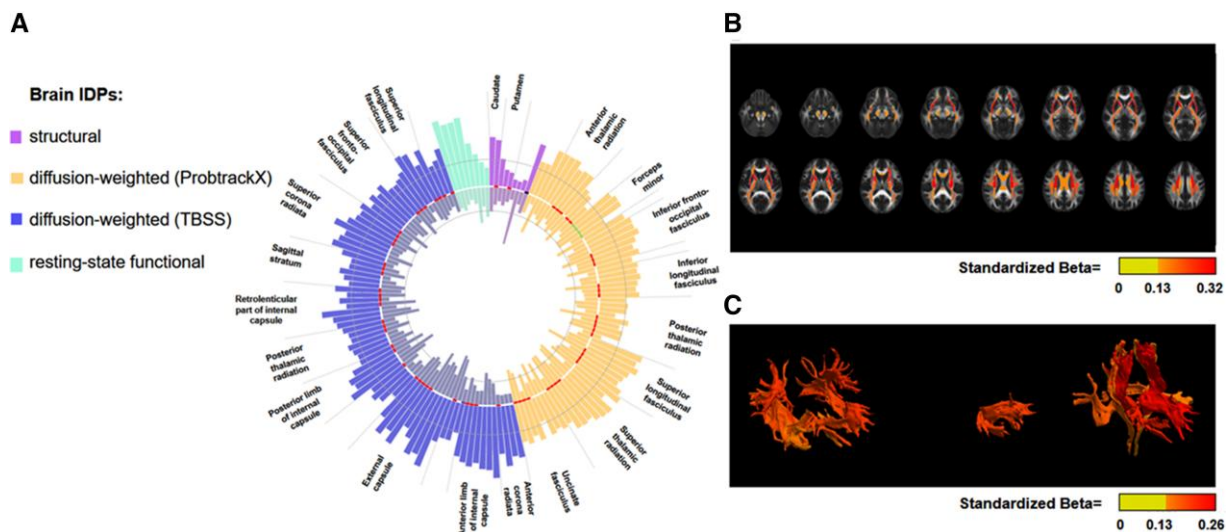 A
Brain IDPs:
structural
diffusion-weighted (ProbtrackX)
diffusion-weighted (TBSS)
resting-state functional
Caudate
Putamen
Anterior
thalamic
radiation
Forceps
minor
Inferior fronto-
occipital
fasciculus
Inferior
longitudinal
fasciculus
Posterior
thalamic
radiation
Superior
longitudinal
fasciculus
Superior
thalamic
radiation
Uncinate
fasciculus
Anterior
corona
radiata
Anterior limb
of internal
capsule
External
capsule
Posterior limb
of internal
capsule
Posterior
thalamic
radiation
Retrolenticular
part of internal
capsule
Sagittal
stratum
Superior
corona
radiata
Superior
fronto-
occipital
fasciculus
Superior
longitudinal
fasciculus
B
Standardized Beta=
0 0.13 0.32
C
Standardized Beta=
0 0.13 0.26